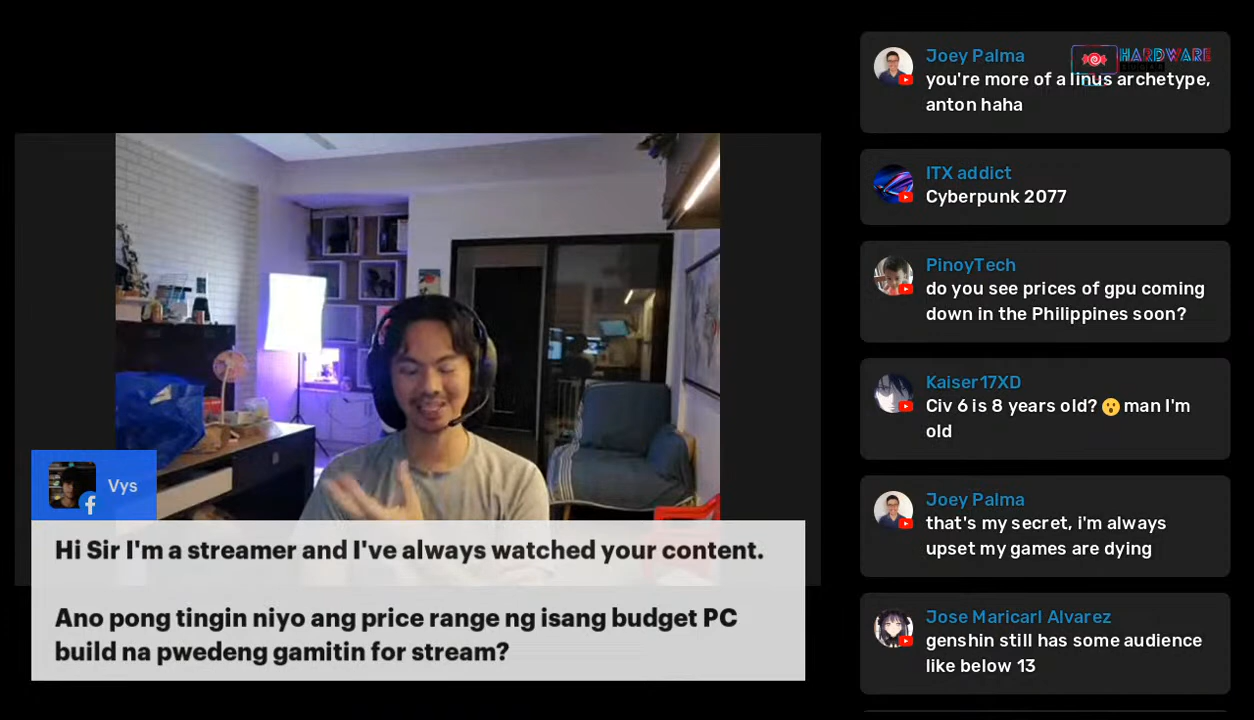 Joey Palma
HARDWARE
SUGAR
you're more of a linus archetype,
anton haha
ITX addict
Cyberpunk 2077
PinoyTech
do you see prices of gpu coming
down in the Philippines soon?
Kaiser17XD
Civ 6 is 8 years old? 😮 man I'm
old
Joey Palma
that's my secret, i'm always
upset my games are dying
Jose Maricarl Alvarez
genshin still has some audience
like below 13
Vys
Hi Sir I'm a streamer and I've always watched your content.
Ano pong tingin niyo ang price range ng isang budget PC
build na pwedeng gamitin for stream?